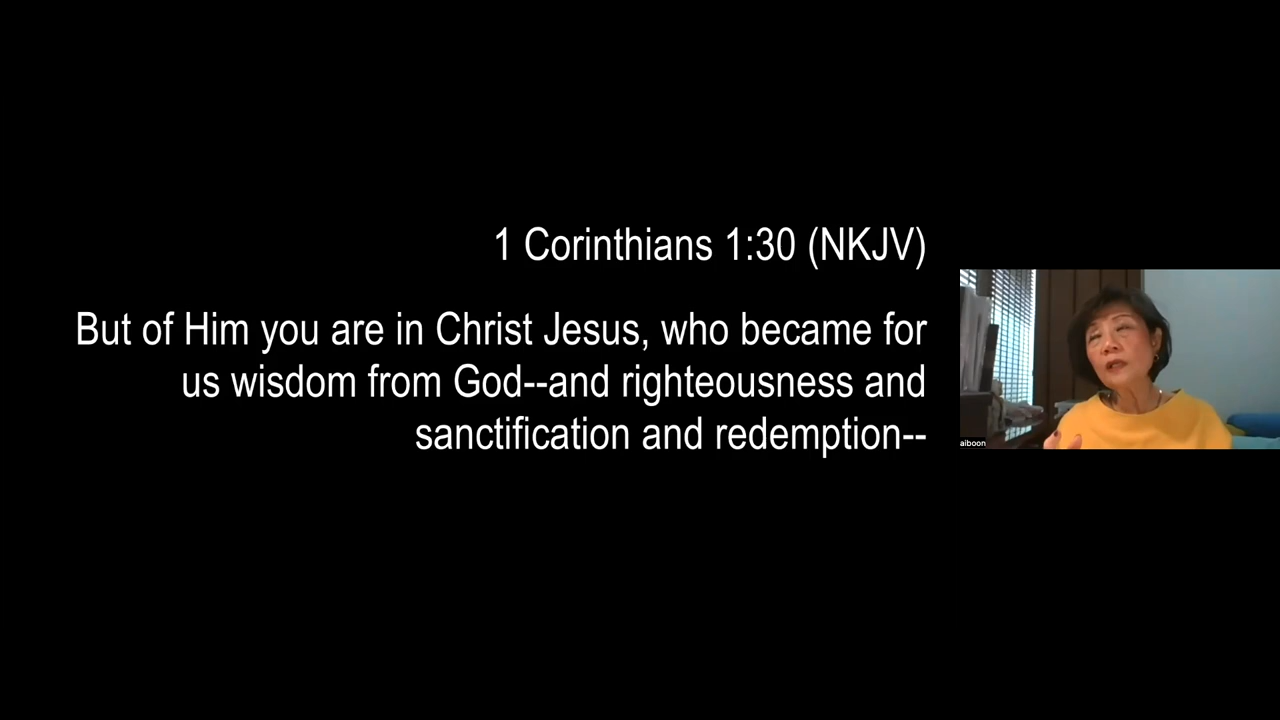 1 Corinthians 1:30 (NKJV)
But of Him you are in Christ Jesus, who became for
us wisdom from God--and righteousness and
sanctification and redemption--
aiboon